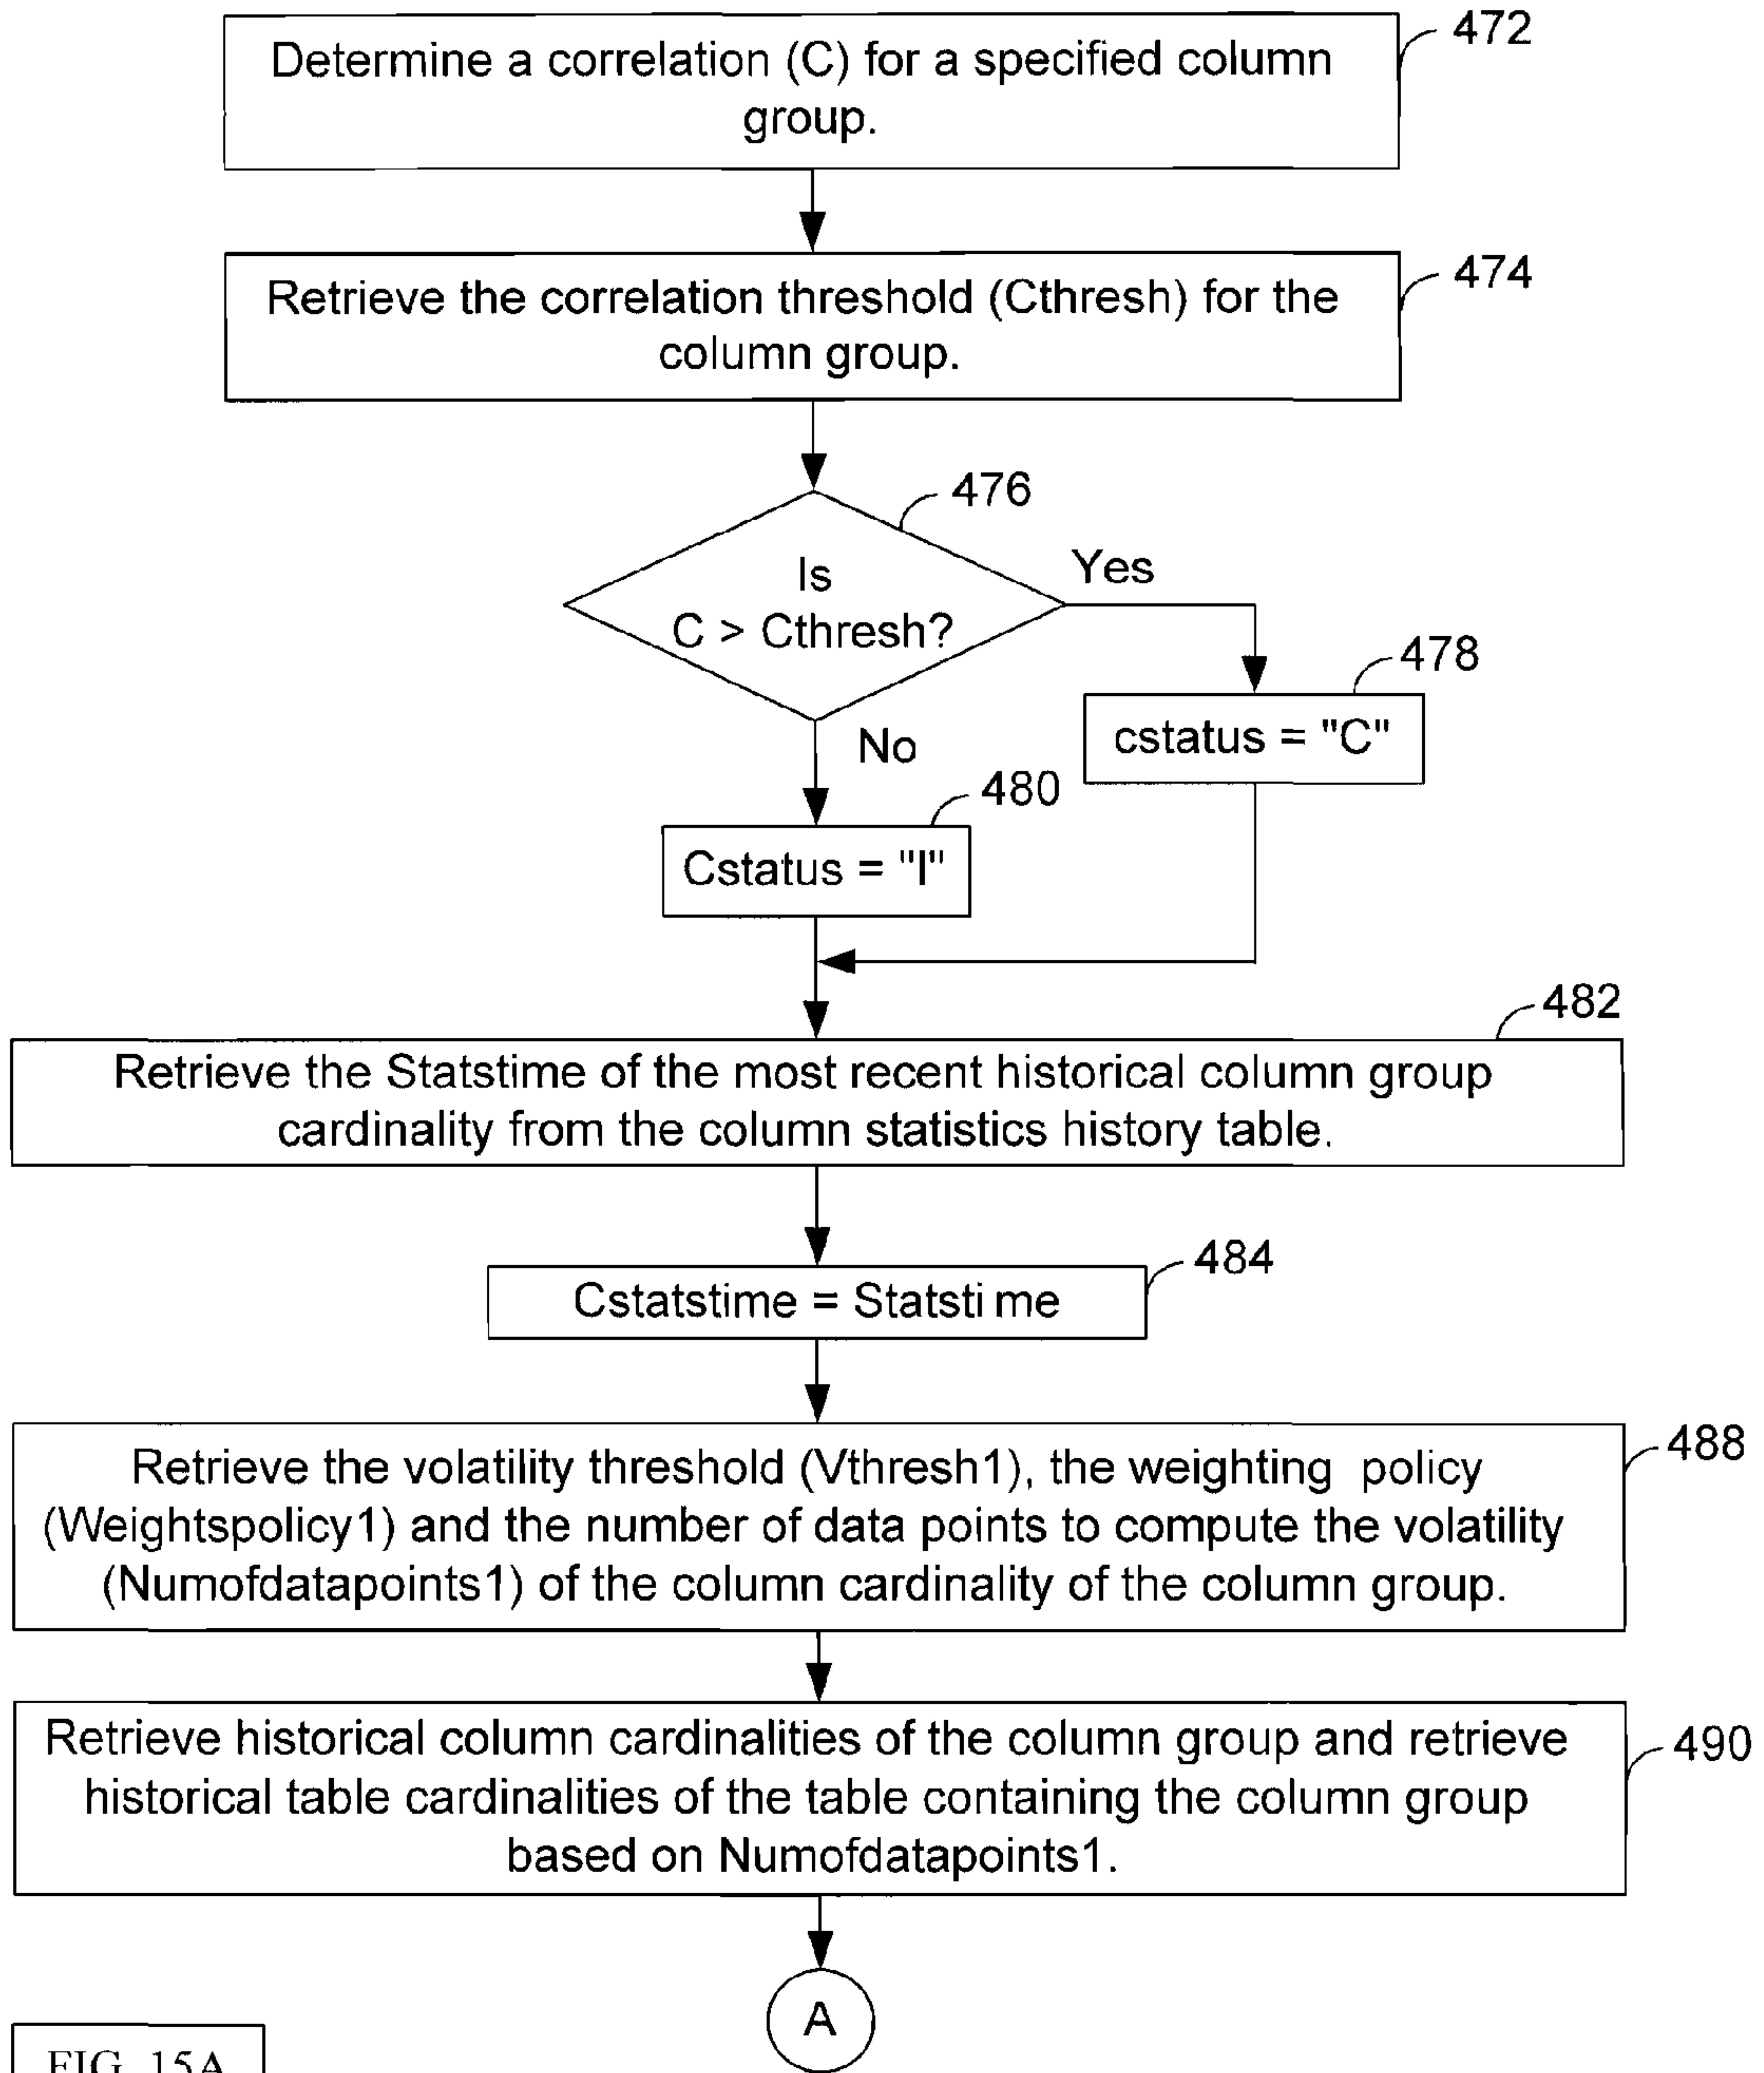 472
Determine a correlation (C) for a specified column
group.
474
Retrieve the correlation threshold (Cthresh) for the
column group.
476
Is
C > Cthresh?
Yes
478
cstatus = "C"
No
480
Cstatus = "I"
482
Retrieve the Statstime of the most recent historical column group
cardinality from the column statistics history table.
484
Cstatstime = Statstime
488
Retrieve the volatility threshold (Vthresh1), the weighting policy
(Weightspolicy1) and the number of data points to compute the volatility
(Numofdatapoints1) of the column cardinality of the column group.
490
Retrieve historical column cardinalities of the column group and retrieve
historical table cardinalities of the table containing the column group
based on Numofdatapoints1.
A
FIG. 15A